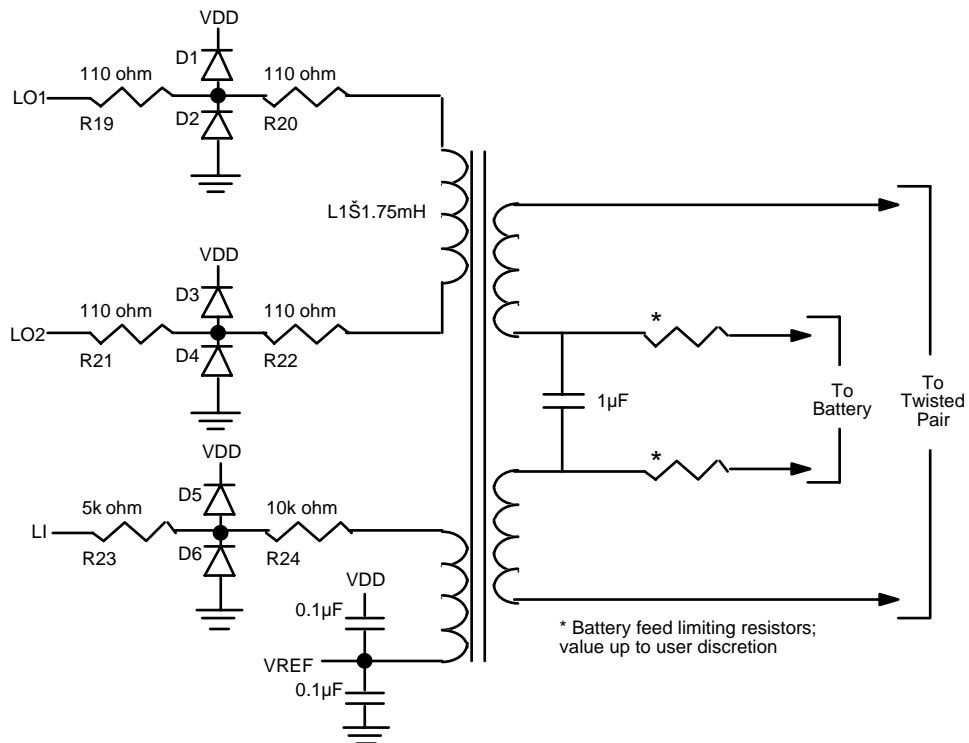 VDD
D1
110 ohm
110 ohm
LO1
D2
R19
R20
L1Š1.75mH
VDD
D3
110 ohm
110 ohm
*
LO2
D4
R21
R22
To
Battery
To
Twisted
Pair
1µF
VDD
*
D5
5k ohm
10k ohm
LI
D6
R23
R24
VDD
0.1µF
* Battery feed limiting resistors;
value up to user discretion
VREF
0.1µF